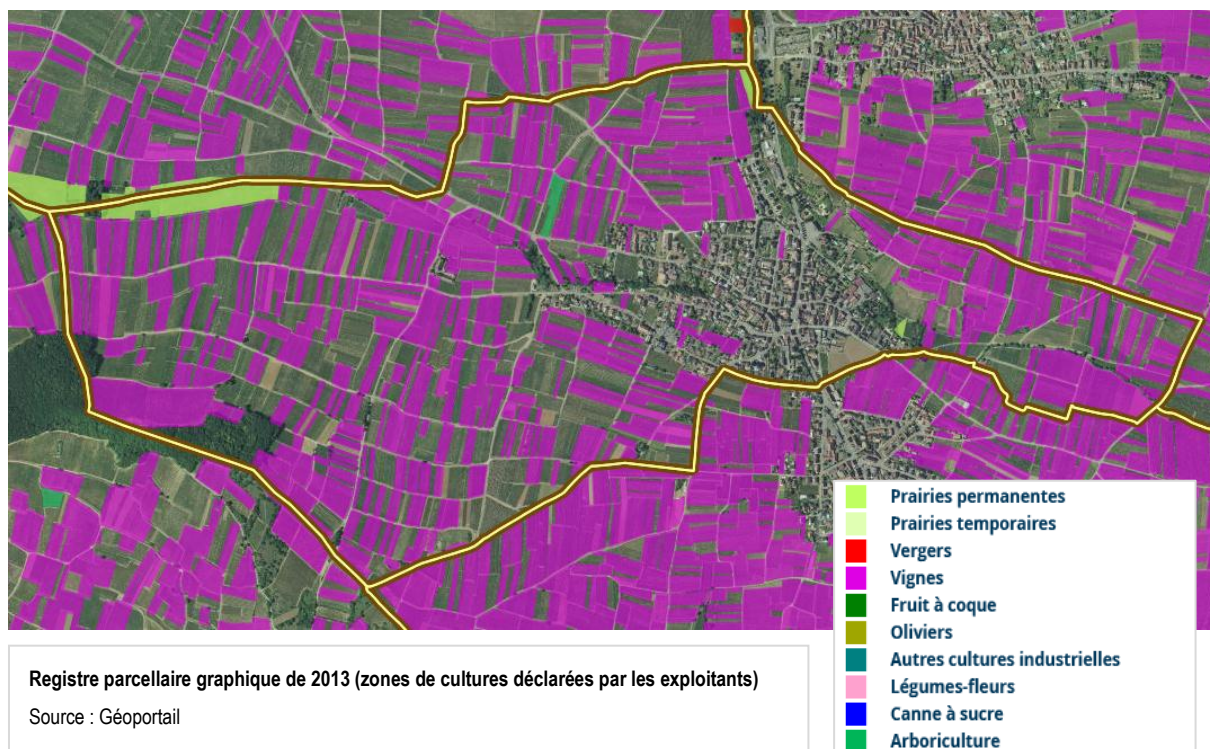 Prairies permanentes
Prairies temporaires
Vergers
Vignes
Fruit à coque
Oliviers
Autres cultures industrielles
Légumes-fleurs
Canne à sucre
Arboriculture
Registre parcellaire graphique de 2013 (zones de cultures déclarées par les exploitants)
Source : Géoportail